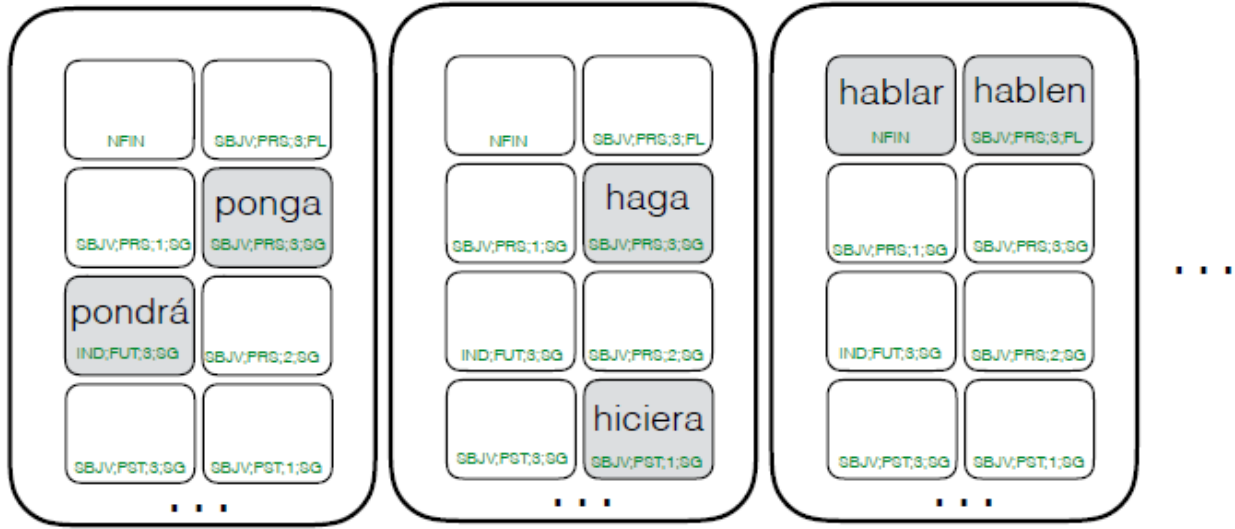 NFIN SBJV;PRS;3;PL
ponga
SBJV;PRS;1;SG SBJV;PRS;3;SG
pondrá
IND;FUT;3;SG SBJV;PRS;2;SG
SBJV;PST;3;SG SBJV;PST;1;SG
...
NFIN SBJV;PRS;3;PL
haga
SBJV;PRS;1;SG SBJV;PRS;3;SG
IND;FUT;3;SG SBJV;PRS;2;SG
hiciera
SBJV;PST;3;SG SBJV;PST;1;SG
...
hablar hablen
NFIN SBJV;PRS;3;PL
SBJV;PRS;1;SG SBJV;PRS;3;SG
IND;FUT;3;SG SBJV;PRS;2;SG
SBJV;PST;3;SG SBJV;PST;1;SG
...
...